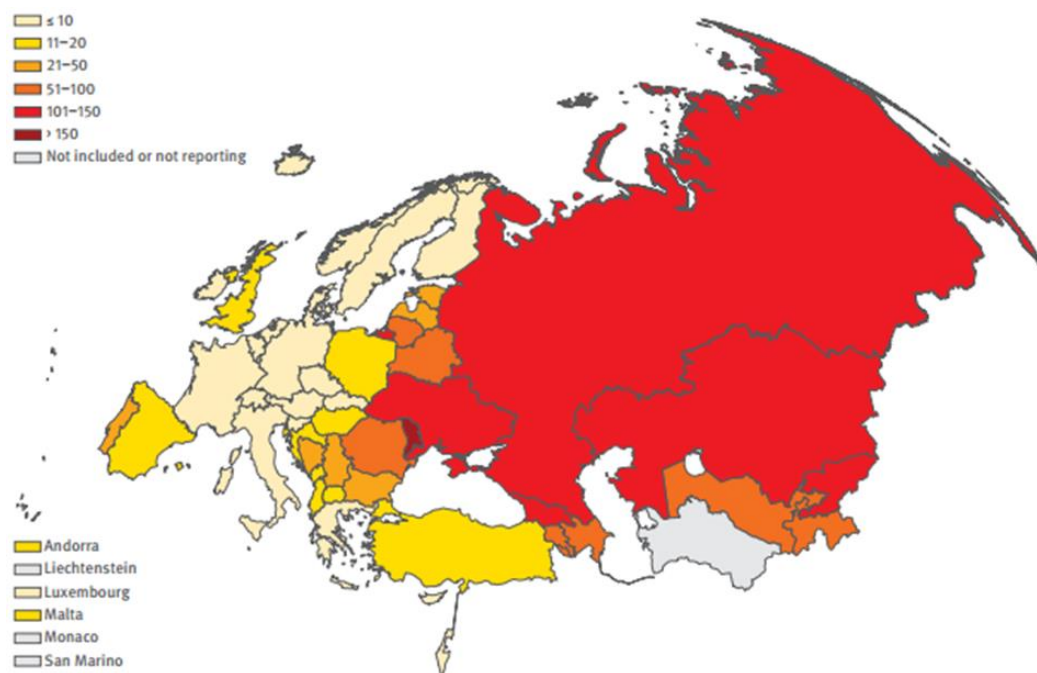 ≤ 10
11–20
21–50
51–100
101–150
› 150
Not included or not reporting
Andorra
Liechtenstein
Luxembourg
Malta
Monaco
San Marino